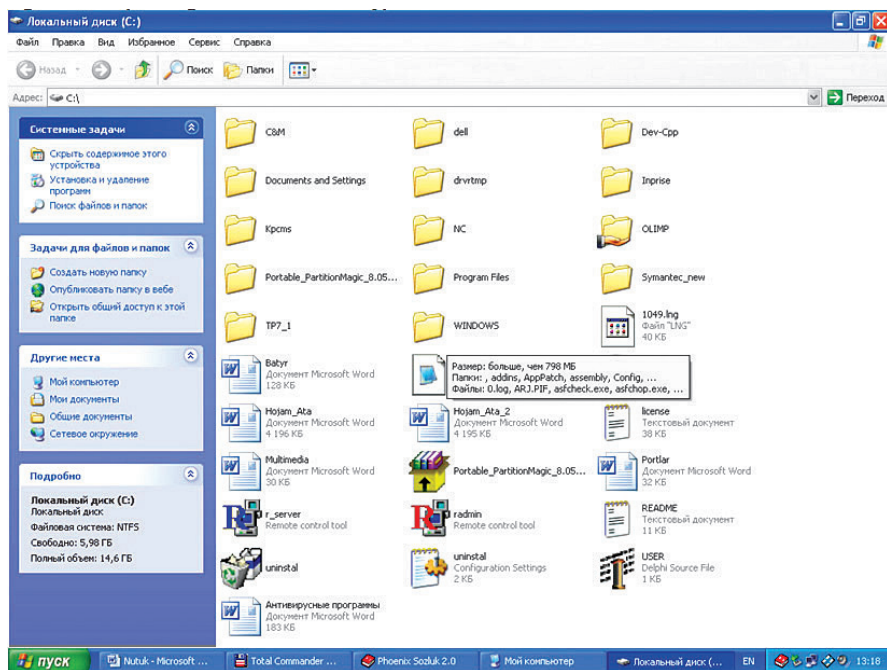 Локальный диск (C:)
Файл Правка Вид Избранное Сервис Справка
Назад Поиск Папки
Адрес: C:\ Переход
Системные задачи
Скрыть содержимое этого
устройства
Установка и удаление
программ
Поиск файлов и папок
Задачи для файлов и папок
Создать новую папку
Опубликовать папку в вебе
Открыть общий доступ к этой
папке
Другие места
Мой компьютер
Мои документы
Общие документы
Сетевое окружение
Подробно
Локальный диск (C:)
Локальный диск
Файловая система: NTFS
Свободно: 5,98 ГБ
Полный объем: 14,6 ГБ
C&M dell Dev-Cpp
Documents and Settings drvrtmp Inprise
Kpcms NC OLIMP
Portable_PartitionMagic_8.05... Program Files Symantec_new
TP7_1 WINDOWS
1049.lng
Файл "LNG"
40 КБ
Batyr
Документ Microsoft Word
128 КБ
Размер: больше, чем 798 МБ
Папки: , addins, AppPatch, assembly, Config, ...
Файлы: 0.log, ARJ.PIF, asfcheck.exe, asfchop.exe, ...
Hojam_Ata
Документ Microsoft Word
4 196 КБ
Hojam_Ata_2
Документ Microsoft Word
4 195 КБ
license
Текстовый документ
38 КБ
Multimedia
Документ Microsoft Word
30 КБ
Portable_PartitionMagic_8.05...
Portlar
Документ Microsoft Word
32 КБ
r_server
Remote control tool
radmin
Remote control tool
README
Текстовый документ
11 КБ
uninstal
uninstal
Configuration Settings
2 КБ
USER
Delphi Source File
1 КБ
Антивирусные программы
Документ Microsoft Word
183 КБ
пуск Nutuk - Microsoft ... Total Commander ... Phoenix Sozluk 2.0 Мой компьютер Локальный диск (... EN 13:18